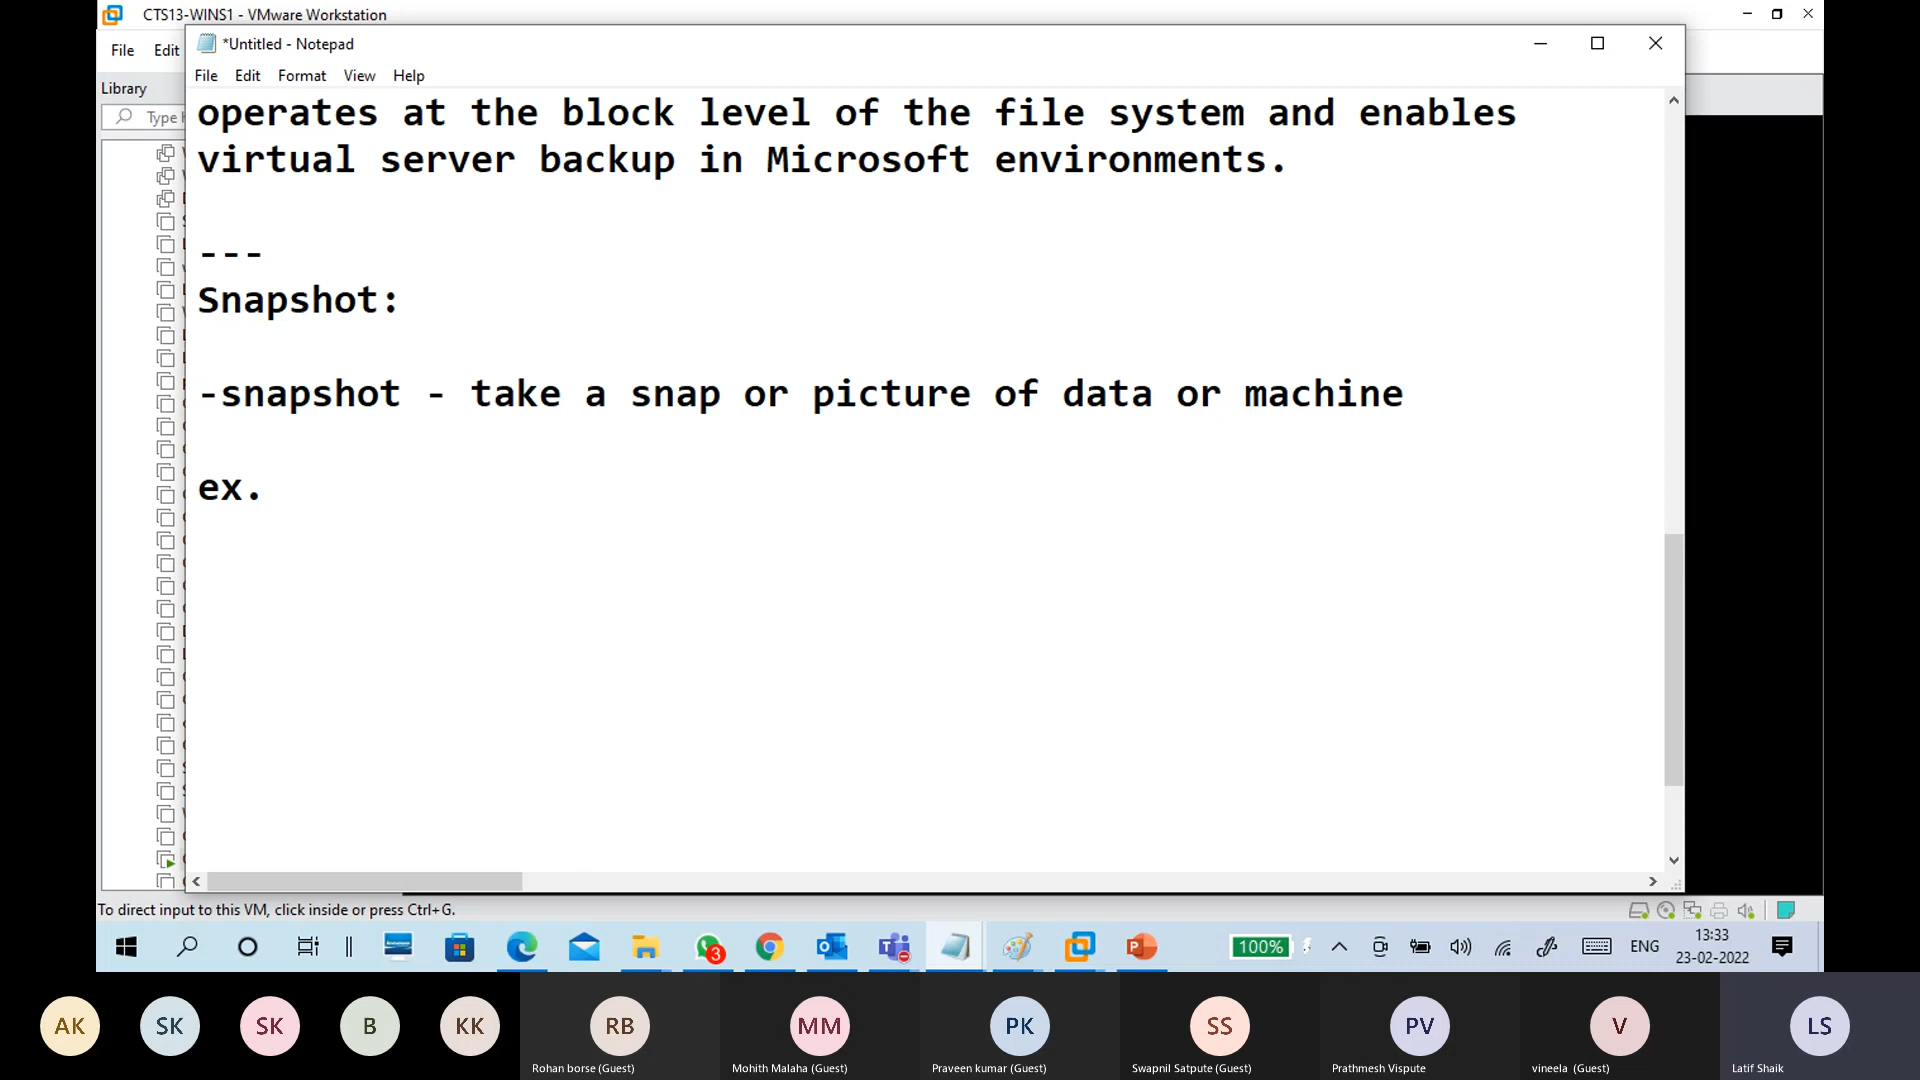 CTS13-WINS1 - VMware Workstation
File Edit
*Untitled - Notepad
File Edit Format View Help
Library
Type
operates at the block level of the file system and enables
virtual server backup in Microsoft environments.
---
Snapshot:
-snapshot - take a snap or picture of data or machine
ex.
To direct input to this VM, click inside or press Ctrl+G.
3
100%
ENG
13:33
23-02-2022
AK SK SK B KK RB MM PK SS PV V LS
Rohan borse (Guest) Mohith Malaha (Guest) Praveen kumar (Guest) Swapnil Satpute (Guest) Prathmesh Vispute vineela (Guest) Latif Shaik